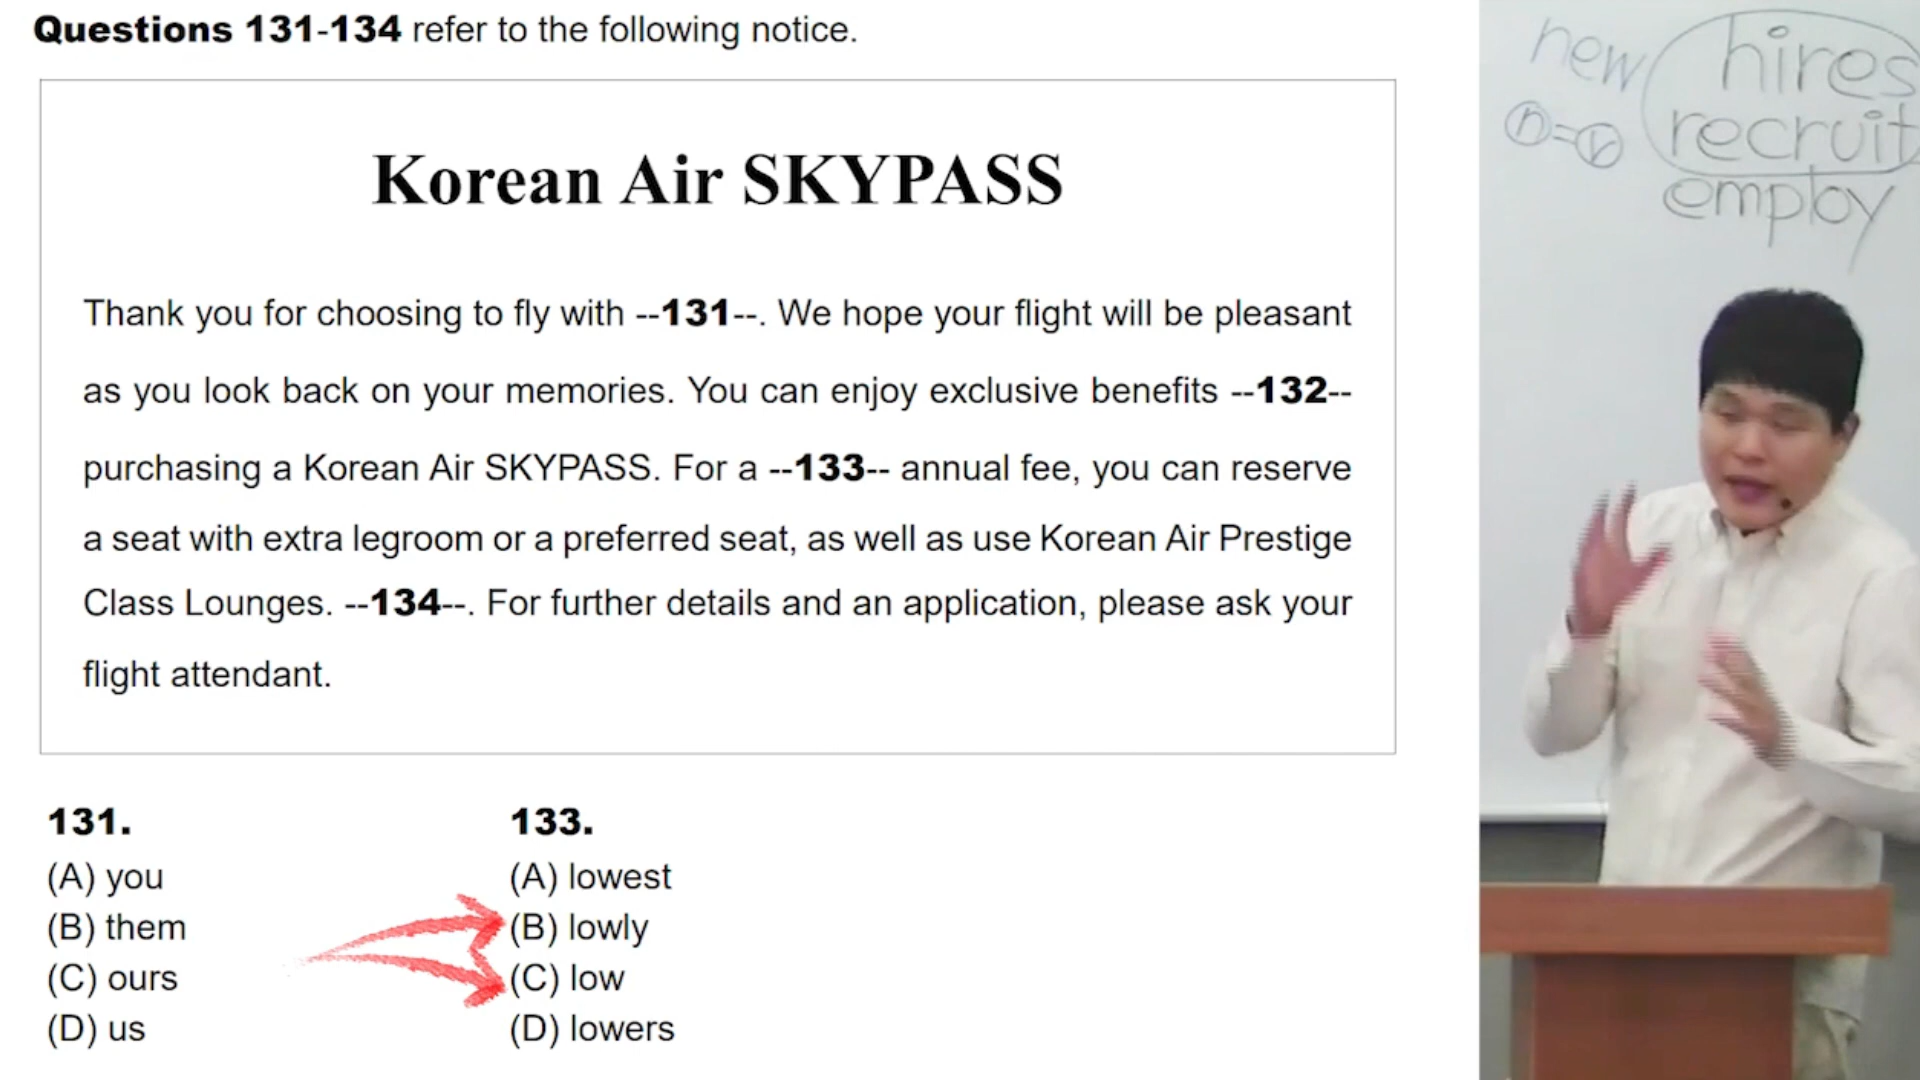 Questions 131-134 refer to the following notice.
Korean Air SKYPASS
Thank you for choosing to fly with --131--. We hope your flight will be pleasant
as you look back on your memories. You can enjoy exclusive benefits --132--
purchasing a Korean Air SKYPASS. For a --133-- annual fee, you can reserve
a seat with extra legroom or a preferred seat, as well as use Korean Air Prestige
Class Lounges. --134--. For further details and an application, please ask your
flight attendant.
131.
(A) you
(B) them
(C) ours
(D) us
133.
(A) lowest
(B) lowly
(C) low
(D) lowers
new hires
n=v recruit
employ